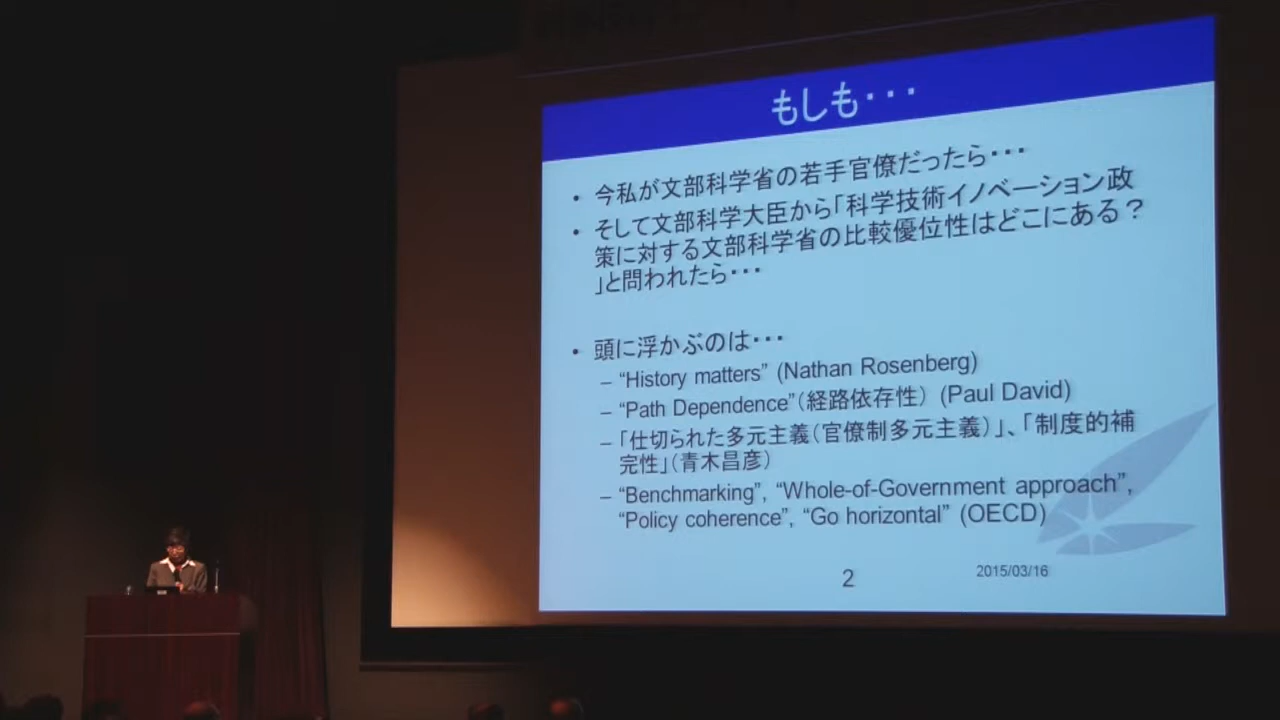 もしも・・・
• 今私が文部科学省の若手官僚だったら・・・
• そして文部科学大臣から「科学技術イノベーション政
策に対する文部科学省の比較優位性はどこにある？
」と問われたら・・・
• 頭に浮かぶのは・・・
– “History matters” (Nathan Rosenberg)
– “Path Dependence”（経路依存性） (Paul David)
– 「仕切られた多元主義（官僚制多元主義）」、「制度的補
完性」（青木昌彦）
– “Benchmarking”, “Whole-of-Government approach”,
“Policy coherence”, “Go horizontal” (OECD)
2
2015/03/16